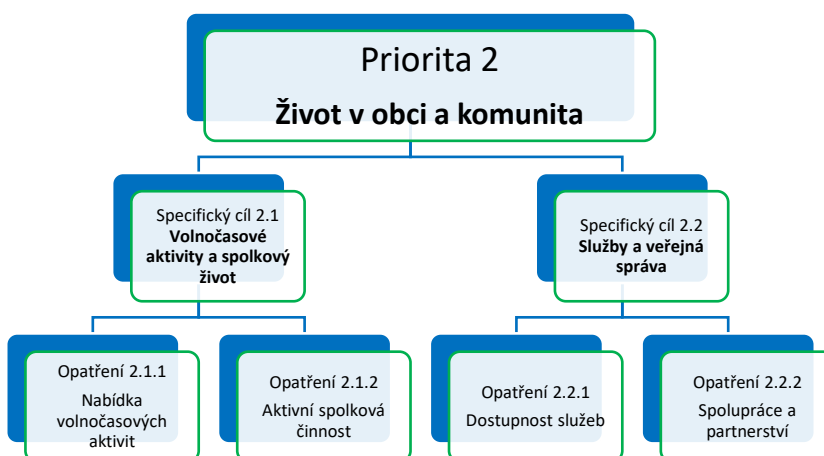 Priorita 2
Život v obci a komunita
Specifický cíl 2.1
Volnočasové
aktivity a spolkový
život
Specifický cíl 2.2
Služby a veřejná
správa
Opatření 2.1.1
Nabídka
volnočasových
aktivit
Opatření 2.1.2
Aktivní spolková
činnost
Opatření 2.2.1
Dostupnost služeb
Opatření 2.2.2
Spolupráce a
partnerství